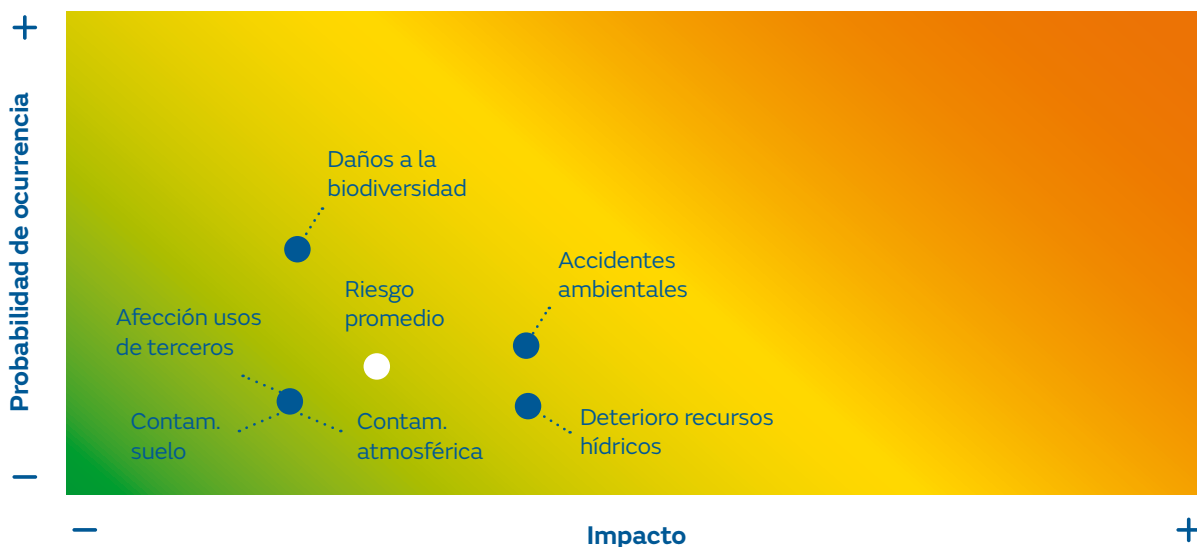 +
Probabilidad de ocurrencia
−
Daños a la
biodiversidad
Accidentes
ambientales
Riesgo
promedio
Afección usos
de terceros
Contam.
suelo
Contam.
atmosférica
Deterioro recursos
hídricos
−
Impacto
+